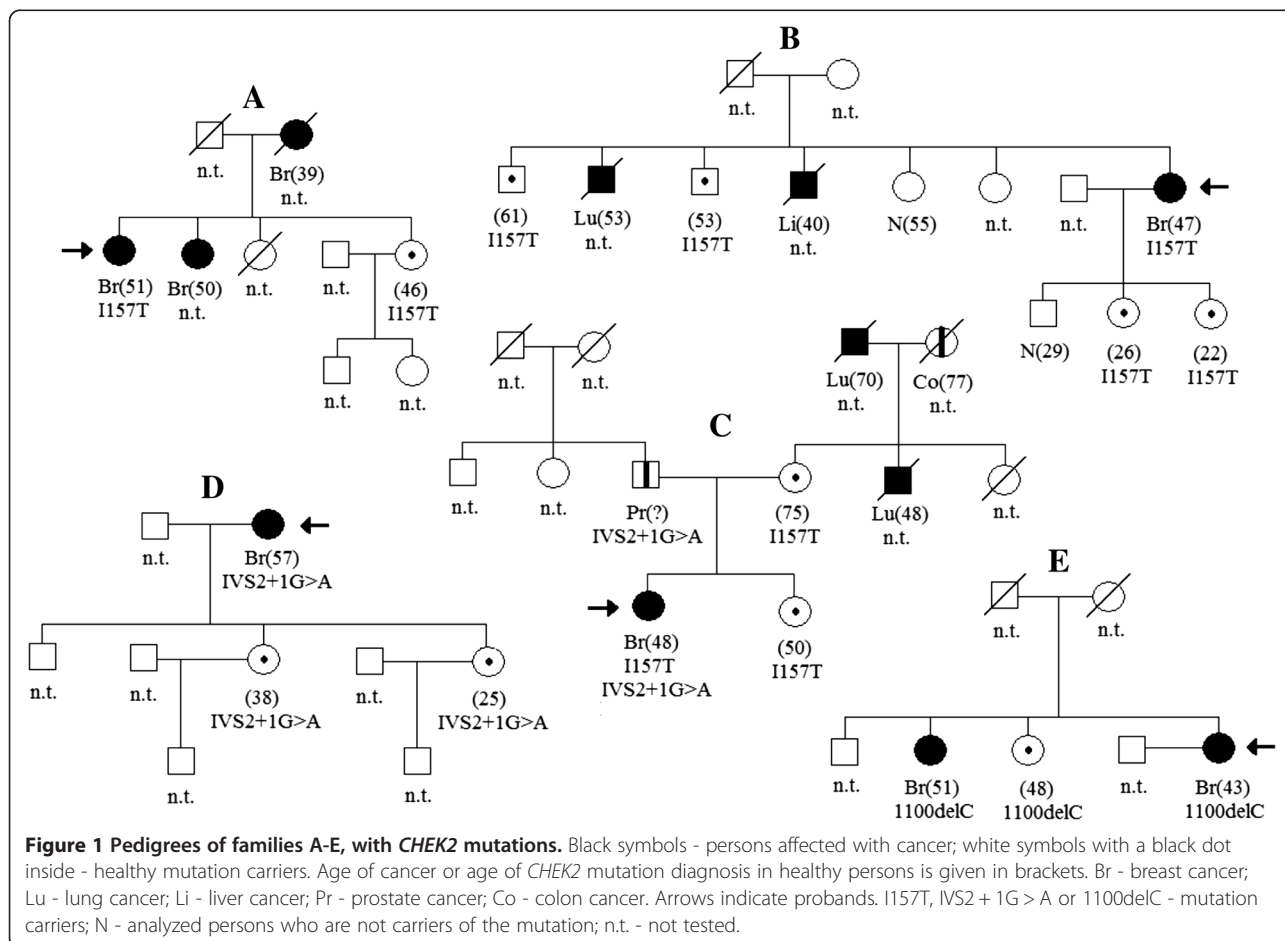 B
n.t.
n.t.
(61)
I157T
Lu(53)
n.t.
(53)
I157T
Li(40)
n.t.
N(55)
n.t.
n.t.
Br(47)
I157T
N(29)
(26)
I157T
(22)
I157T
A
n.t.
Br(39)
n.t.
Br(51)
I157T
Br(50)
n.t.
n.t.
n.t.
(46)
I157T
n.t.
n.t.
C
n.t.
n.t.
Lu(70)
n.t.
Co(77)
n.t.
n.t.
n.t.
Pr(?)
IVS2+1G>A
(75)
I157T
Lu(48)
n.t.
n.t.
Br(48)
I157T
IVS2+1G>A
(50)
I157T
D
n.t.
Br(57)
IVS2+1G>A
n.t.
n.t.
(38)
IVS2+1G>A
n.t.
(25)
IVS2+1G>A
n.t.
n.t.
E
n.t.
n.t.
n.t.
Br(51)
1100delC
(48)
1100delC
n.t.
Br(43)
1100delC
Figure 1 Pedigrees of families A-E, with CHEK2 mutations. Black symbols - persons affected with cancer; white symbols with a black dot
inside - healthy mutation carriers. Age of cancer or age of CHEK2 mutation diagnosis in healthy persons is given in brackets. Br - breast cancer;
Lu - lung cancer; Li - liver cancer; Pr - prostate cancer; Co - colon cancer. Arrows indicate probands. I157T, IVS2 + 1G > A or 1100delC - mutation
carriers; N - analyzed persons who are not carriers of the mutation; n.t. - not tested.